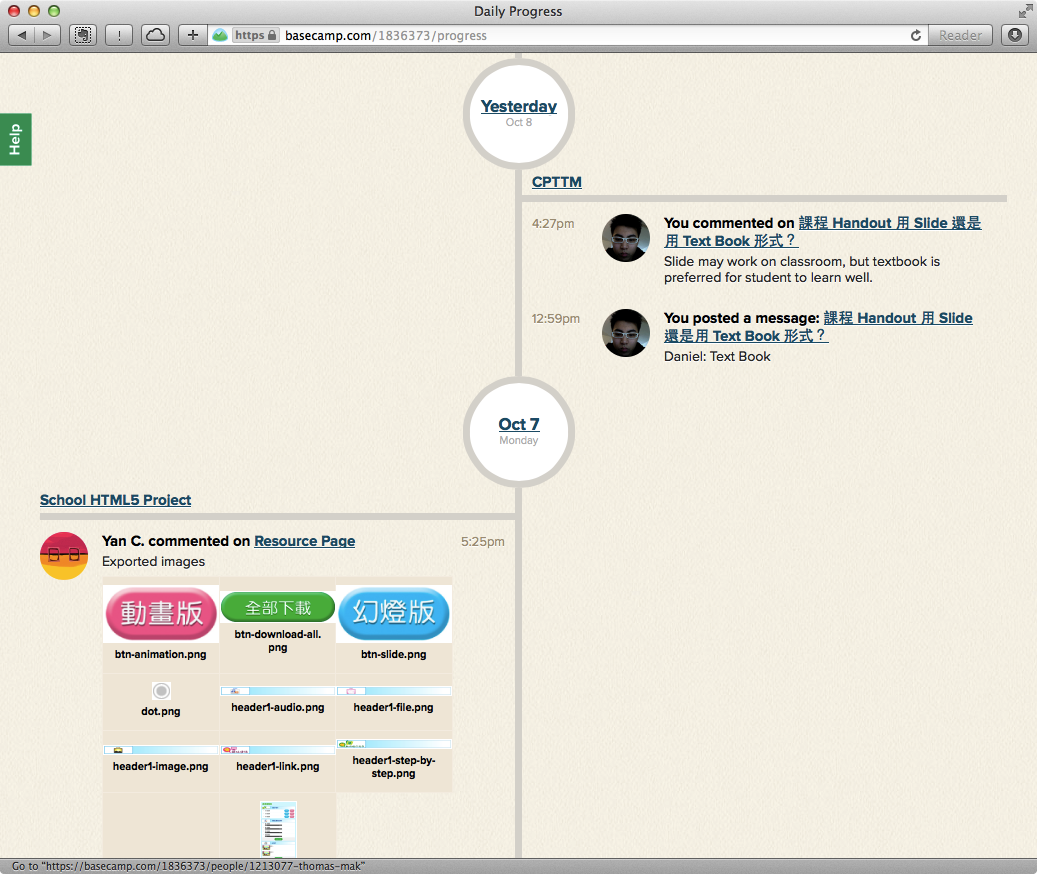 Daily Progress
!
https
basecamp.com/1836373/progress
Reader
Help
Yesterday
Oct 8
CPTTM
4:27pm
You commented on 課程 Handout 用 Slide 還是
用 Text Book 形式？
Slide may work on classroom, but textbook is
preferred for student to learn well.
12:59pm
You posted a message: 課程 Handout 用 Slide
還是用 Text Book 形式？
Daniel: Text Book
Oct 7
Monday
School HTML5 Project
Yan C. commented on Resource Page
5:25pm
Exported images
動畫版
全部下載
幻燈版
btn-animation.png
btn-download-all.
png
btn-slide.png
dot.png
header1-audio.png
header1-file.png
header1-image.png
header1-link.png
header1-step-by-
step.png
Go to "https://basecamp.com/1836373/people/1213077-thomas-mak"